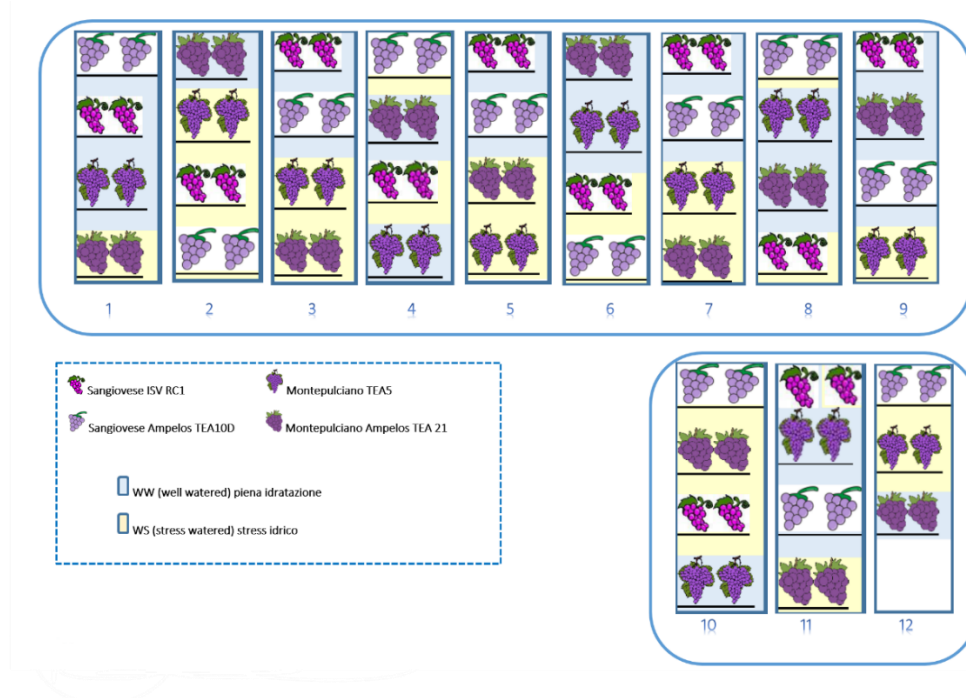 1 2 3 4 5 6 7 8 9
Sangiovese ISV RC1 Montepulciano TEA5
Sangiovese Ampelos TEA10D Montepulciano Ampelos TEA 21
WW (well watered) piena idratazione
WS (stress watered) stress idrico
10 11 12